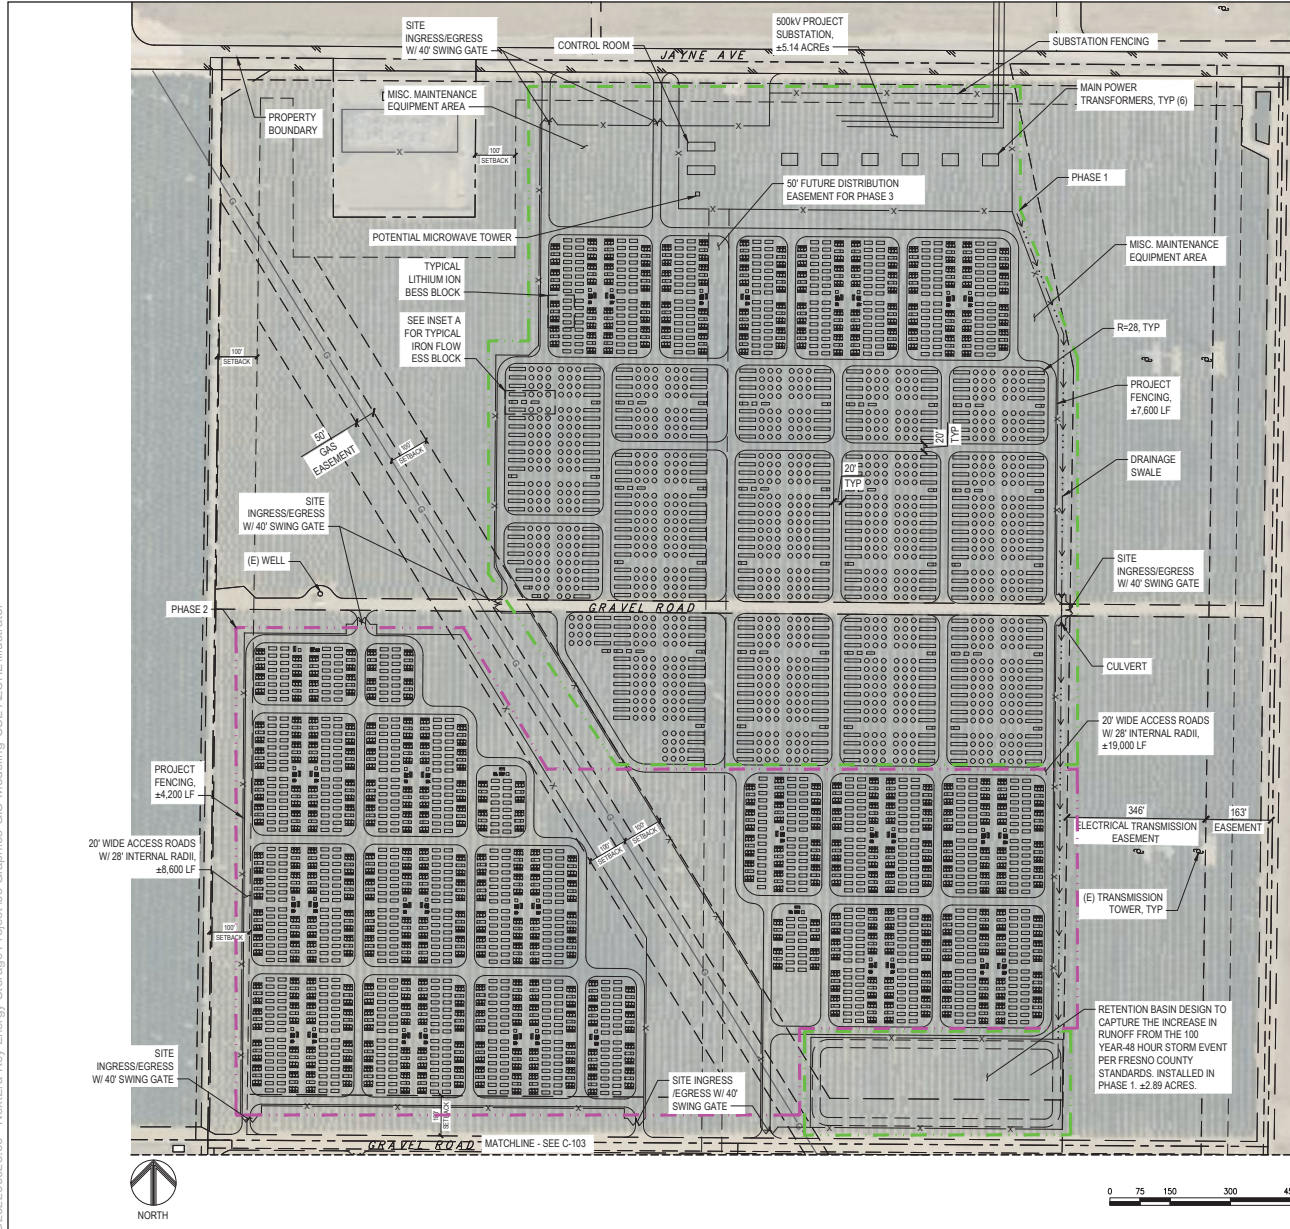 SITE
INGRESS/EGRESS
W/ 40' SWING GATE
CONTROL ROOM
500kV PROJECT
SUBSTATION,
±5.14 ACREs
SUBSTATION FENCING
JAYNE AVE
MISC. MAINTENANCE
EQUIPMENT AREA
MAIN POWER
TRANSFORMERS, TYP (6)
PROPERTY
BOUNDARY
100'
SETBACK
PHASE 1
50' FUTURE DISTRIBUTION
EASEMENT FOR PHASE 3
POTENTIAL MICROWAVE TOWER
MISC. MAINTENANCE
EQUIPMENT AREA
TYPICAL
LITHIUM ION
BESS BLOCK
SEE INSET A
FOR TYPICAL
IRON FLOW
ESS BLOCK
R=28, TYP
100'
SETBACK
PROJECT
FENCING,
±7,600 LF
50'
GAS
EASEMENT
100'
SETBACK
20'
TYP
20'
TYP
DRAINAGE
SWALE
SITE
INGRESS/EGRESS
W/ 40' SWING GATE
(E) WELL
SITE
INGRESS/EGRESS
W/ 40' SWING GATE
PHASE 2
GRAVEL ROAD
CULVERT
20' WIDE ACCESS ROADS
W/ 28' INTERNAL RADII,
±19,000 LF
PROJECT
FENCING,
±4,200 LF
346'
ELECTRICAL TRANSMISSION
EASEMENT
163'
EASEMENT
20' WIDE ACCESS ROADS
W/ 28' INTERNAL RADII,
±8,600 LF
100'
SETBACK
100'
SETBACK
(E) TRANSMISSION
TOWER, TYP
100'
SETBACK
RETENTION BASIN DESIGN TO
CAPTURE THE INCREASE IN
RUNOFF FROM THE 100
YEAR-48 HOUR STORM EVENT
PER FRESNO COUNTY
STANDARDS. INSTALLED IN
PHASE 1. ±2.89 ACRES.
SITE
INGRESS/EGRESS
W/ 40' SWING GATE
SITE INGRESS
/EGRESS W/ 40'
SWING GATE
SETBACK
GRAVEL ROAD
MATCHLINE - SEE C-103
NORTH
0 75 150 300